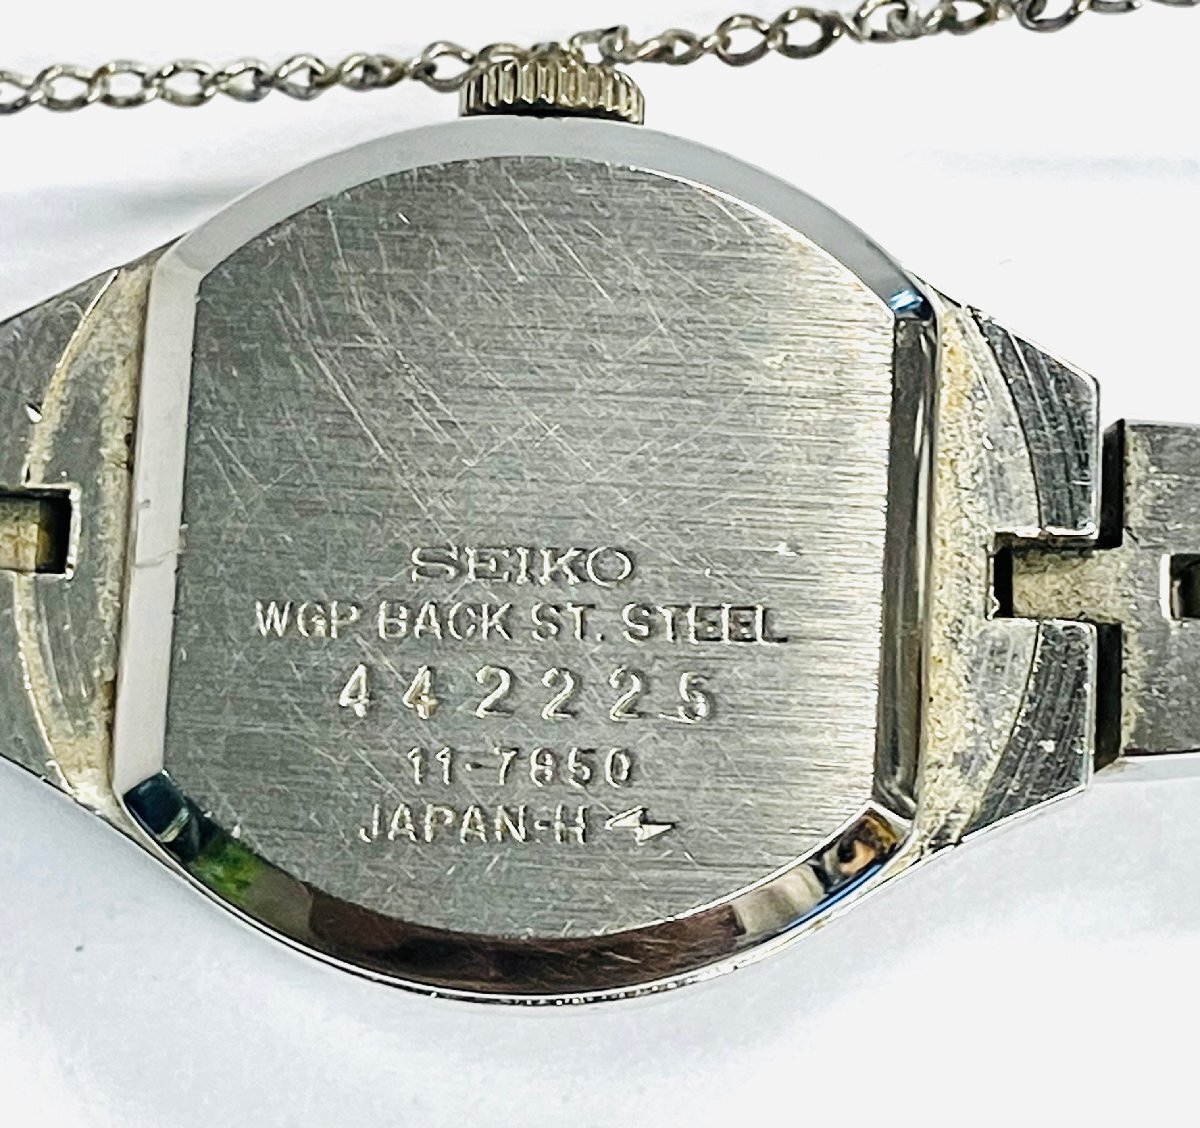 SEIKO
WGP BACK ST. STEEL
442225
11-7850
JAPAN-H